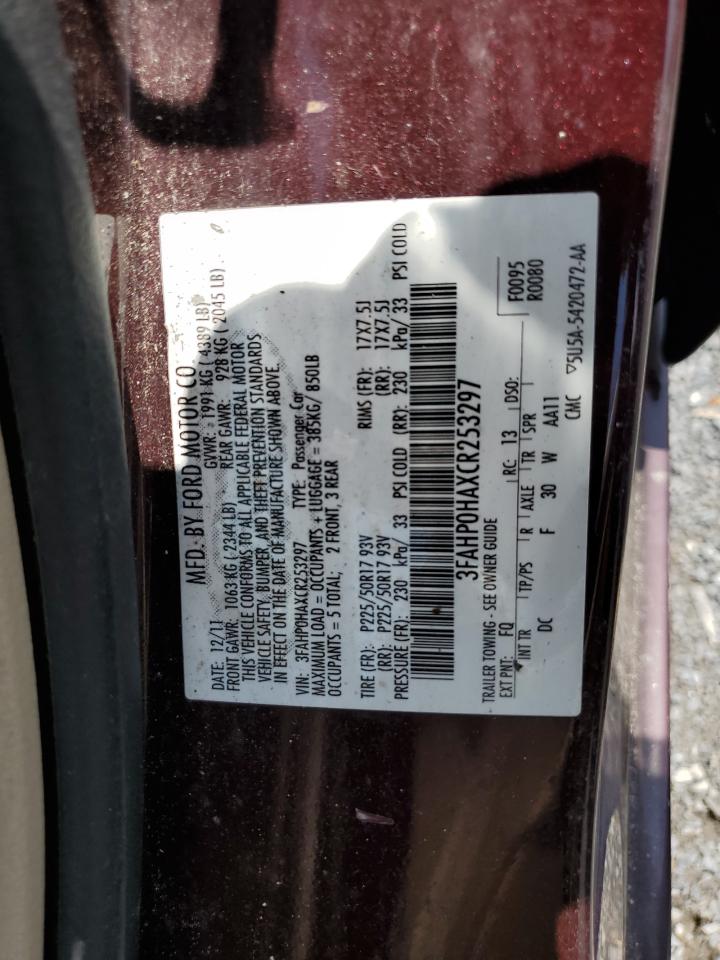 MFD. BY FORD MOTOR CO
DATE: 12/11 GVWR: 1991 KG ( 4389 LB)
FRONT GAWR: 1063 KG ( 2344 LB) REAR GAWR: 928 KG ( 2045 LB)
THIS VEHICLE CONFORMS TO ALL APPLICABLE FEDERAL MOTOR
VEHICLE SAFETY, BUMPER, AND THEFT PREVENTION STANDARDS
IN EFFECT ON THE DATE OF MANUFACTURE SHOWN ABOVE.
VIN: 3FAHP0HAXCR253297 TYPE: Passenger Car
MAXIMUM LOAD = OCCUPANTS + LUGGAGE = 385KG/ 850LB
OCCUPANTS = 5 TOTAL; 2 FRONT, 3 REAR
TIRE (FR): P225/50R17 93V RIMS (FR): 17X7.5J
(RR): P225/50R17 93V (RR): 17X7.5J
PRESSURE (FR): 230 kPa/ 33 PSI COLD (RR): 230 kPa/ 33 PSI COLD
3FAHP0HAXCR253297
TRAILER TOWING - SEE OWNER GUIDE F0095
EXT PNT: FQ RC: 13 DSO: R0080
INT TR TP/PS R AXLE TR SPR
DC F 30 W AA11
CMC ▽5U5A-5420472-AA